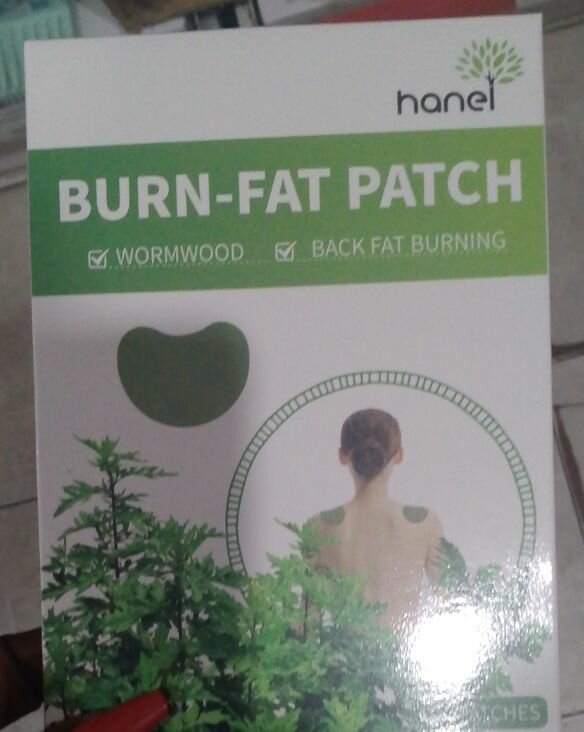 hanel
BURN-FAT PATCH
WORMWOOD BACK FAT BURNING